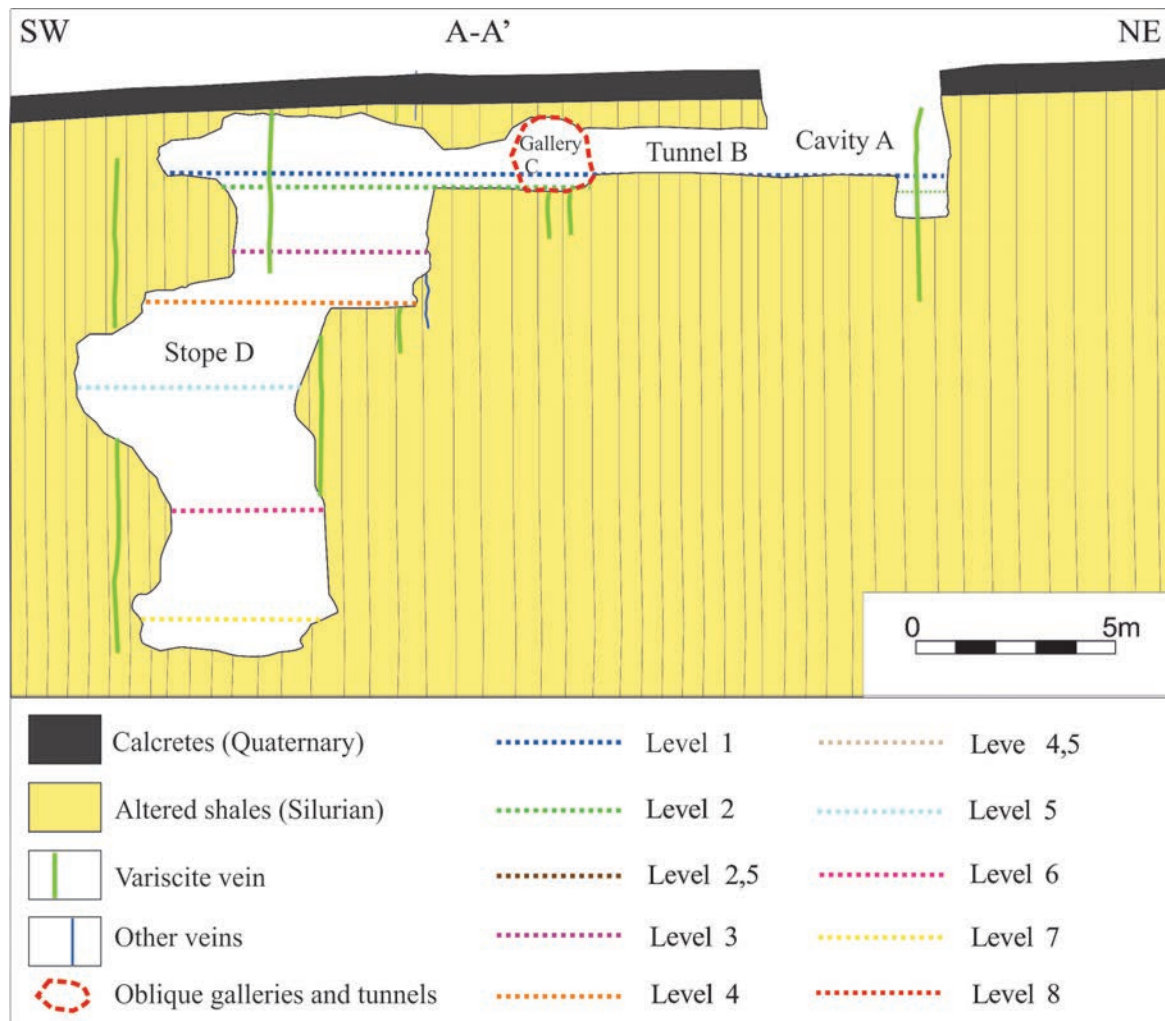 SW A-A' NE
Gallery
C
Tunnel B
Cavity A
Stope D
0 5m
Calcretes (Quaternary)
Altered shales (Silurian)
Variscite vein
Other veins
Oblique galleries and tunnels
Level 1
Level 2
Level 2,5
Level 3
Level 4
Leve 4,5
Level 5
Level 6
Level 7
Level 8